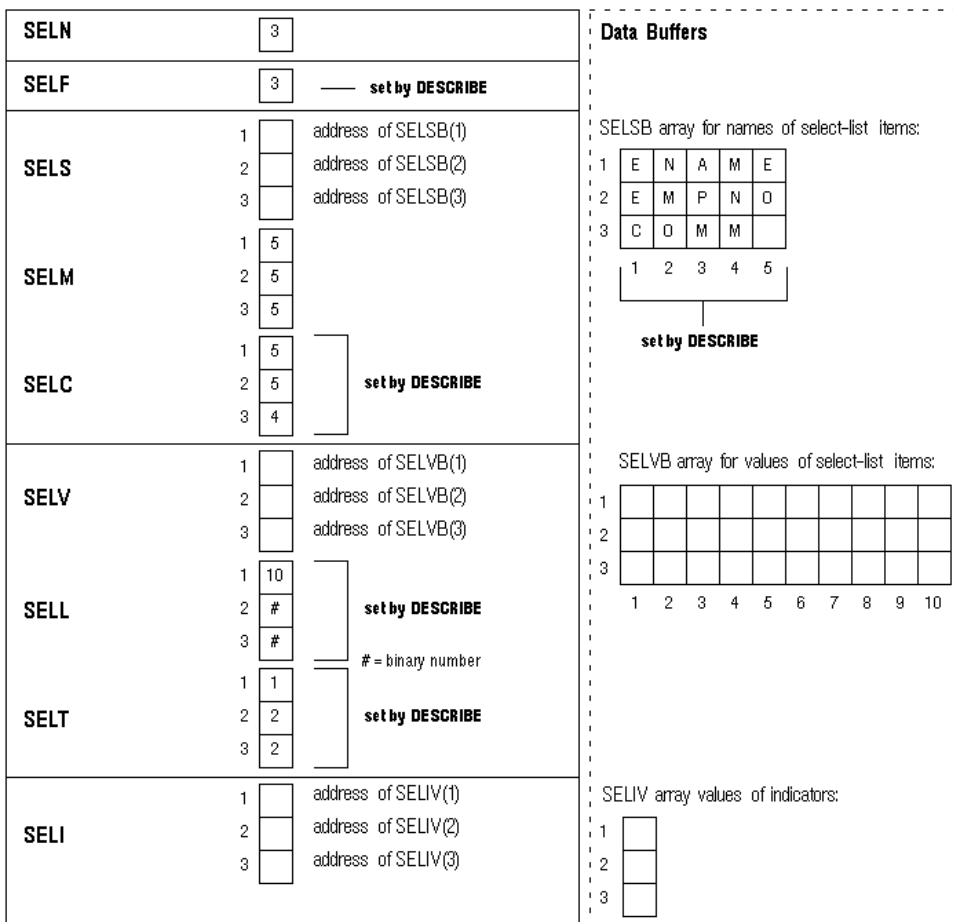 SELN
3
SELF
3
set by DESCRIBE
SELS
1 address of SELSB(1)
2 address of SELSB(2)
3 address of SELSB(3)
SELM
1 5
2 5
3 5
SELC
1 5
2 5
3 4
set by DESCRIBE
SELV
1 address of SELVB(1)
2 address of SELVB(2)
3 address of SELVB(3)
SELL
1 10
2 #
3 #
set by DESCRIBE
# = binary number
SELT
1 1
2 2
3 2
set by DESCRIBE
SELI
1 address of SELIV(1)
2 address of SELIV(2)
3 address of SELIV(3)
Data Buffers
SELSB array for names of select-list items:
1 E N A M E
2 E M P N O
3 C O M M
1 2 3 4 5
set by DESCRIBE
SELVB array for values of select-list items:
1
2
3
1 2 3 4 5 6 7 8 9 10
SELIV array values of indicators:
1
2
3